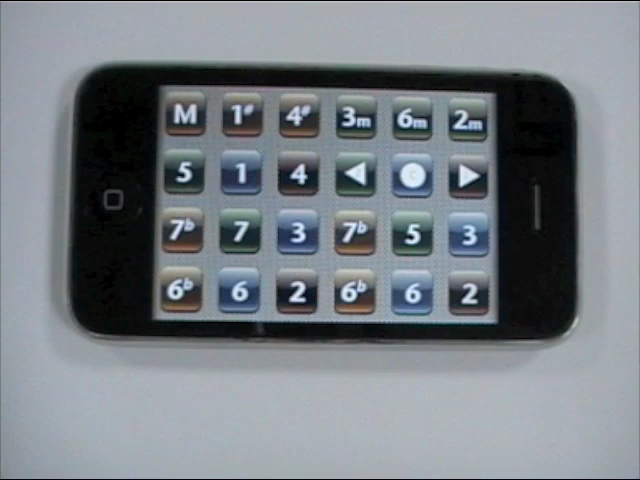 M 1# 4# 3m 6m 2m
5 1 4 ◀ C ▶
7b 7 3 7b 5 3
6b 6 2 6b 6 2